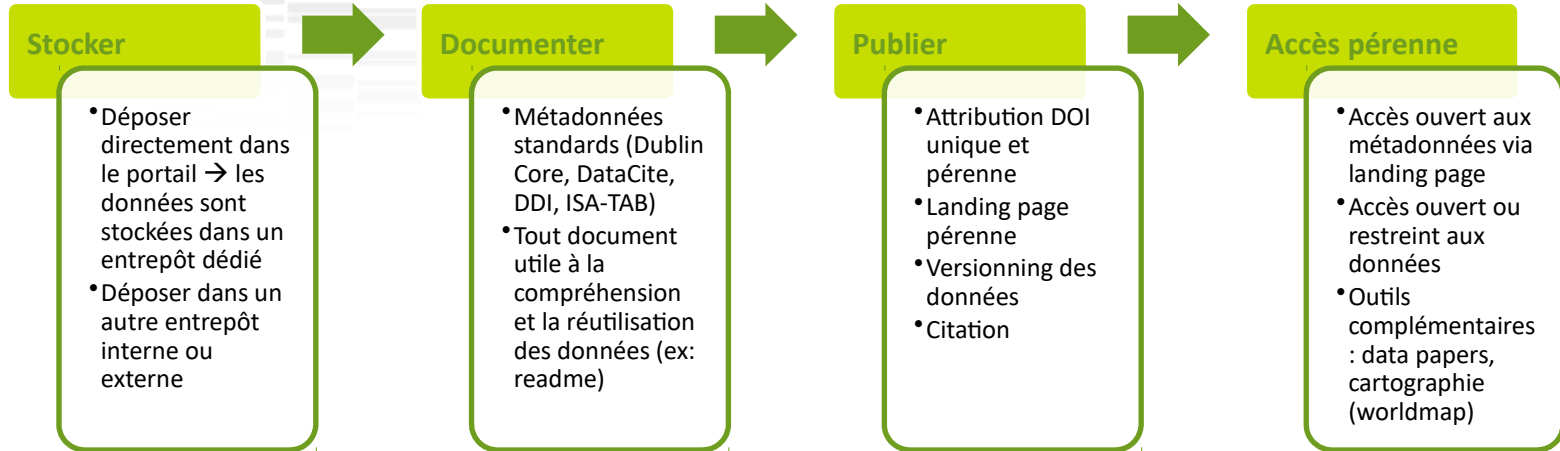 Stocker
•Déposer
directement dans
le portail → les
données sont
stockées dans un
entrepôt dédié
•Déposer dans un
autre entrepôt
interne ou
externe
Documenter
•Métadonnées
standards (Dublin
Core, DataCite,
DDI, ISA-TAB)
•Tout document
utile à la
compréhension
et la réutilisation
des données (ex:
readme)
Publier
•Attribution DOI
unique et
pérenne
•Landing page
pérenne
•Versionning des
données
•Citation
Accès pérenne
•Accès ouvert aux
métadonnées via
landing page
•Accès ouvert ou
restreint aux
données
•Outils
complémentaires
: data papers,
cartographie
(worldmap)